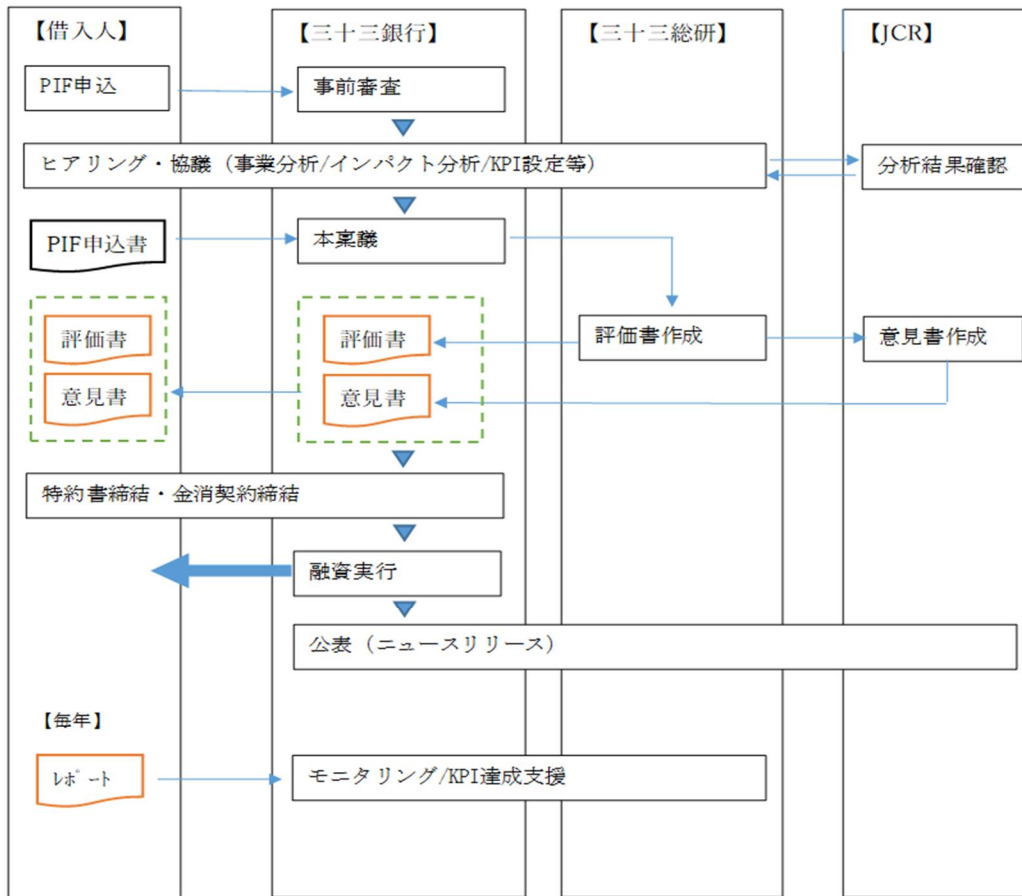 【借入人】
【三十三銀行】
【三十三総研】
【JCR】
PIF申込
事前審査
ヒアリング・協議（事業分析/インパクト分析/KPI設定等）
分析結果確認
PIF申込書
本稟議
評価書
評価書
評価書作成
意見書作成
意見書
意見書
特約書締結・金消契約締結
融資実行
公表（ニュースリリース）
【毎年】
ﾚﾎﾟｰﾄ
モニタリング/KPI達成支援